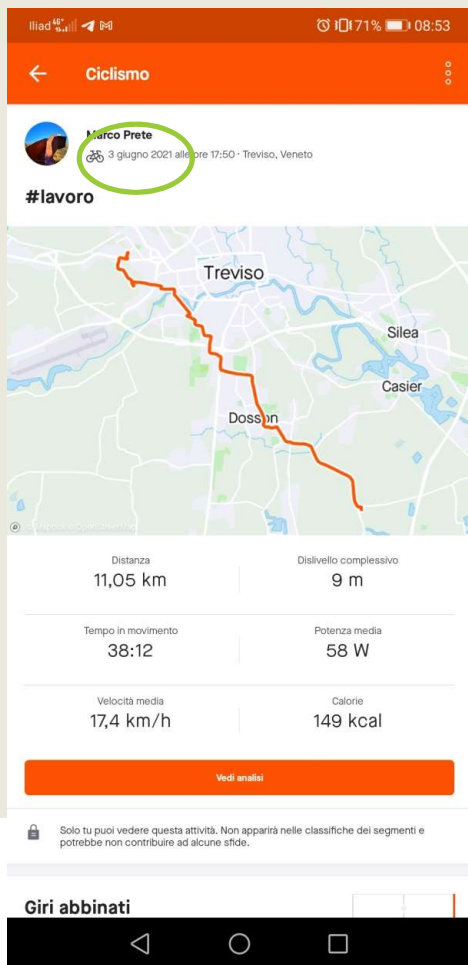 Iliad 71% 08:53
Ciclismo
Marco Prete
3 giugno 2021 alle ore 17:50 · Treviso, Veneto
#lavoro
Treviso
Silea
Casier
Dosson
Distanza
11,05 km
Dislivello complessivo
9 m
Tempo in movimento
38:12
Potenza media
58 W
Velocità media
17,4 km/h
Calorie
149 kcal
Vedi analisi
Solo tu puoi vedere questa attività. Non apparirà nelle classifiche dei segmenti e
potrebbe non contribuire ad alcune sfide.
Giri abbinati